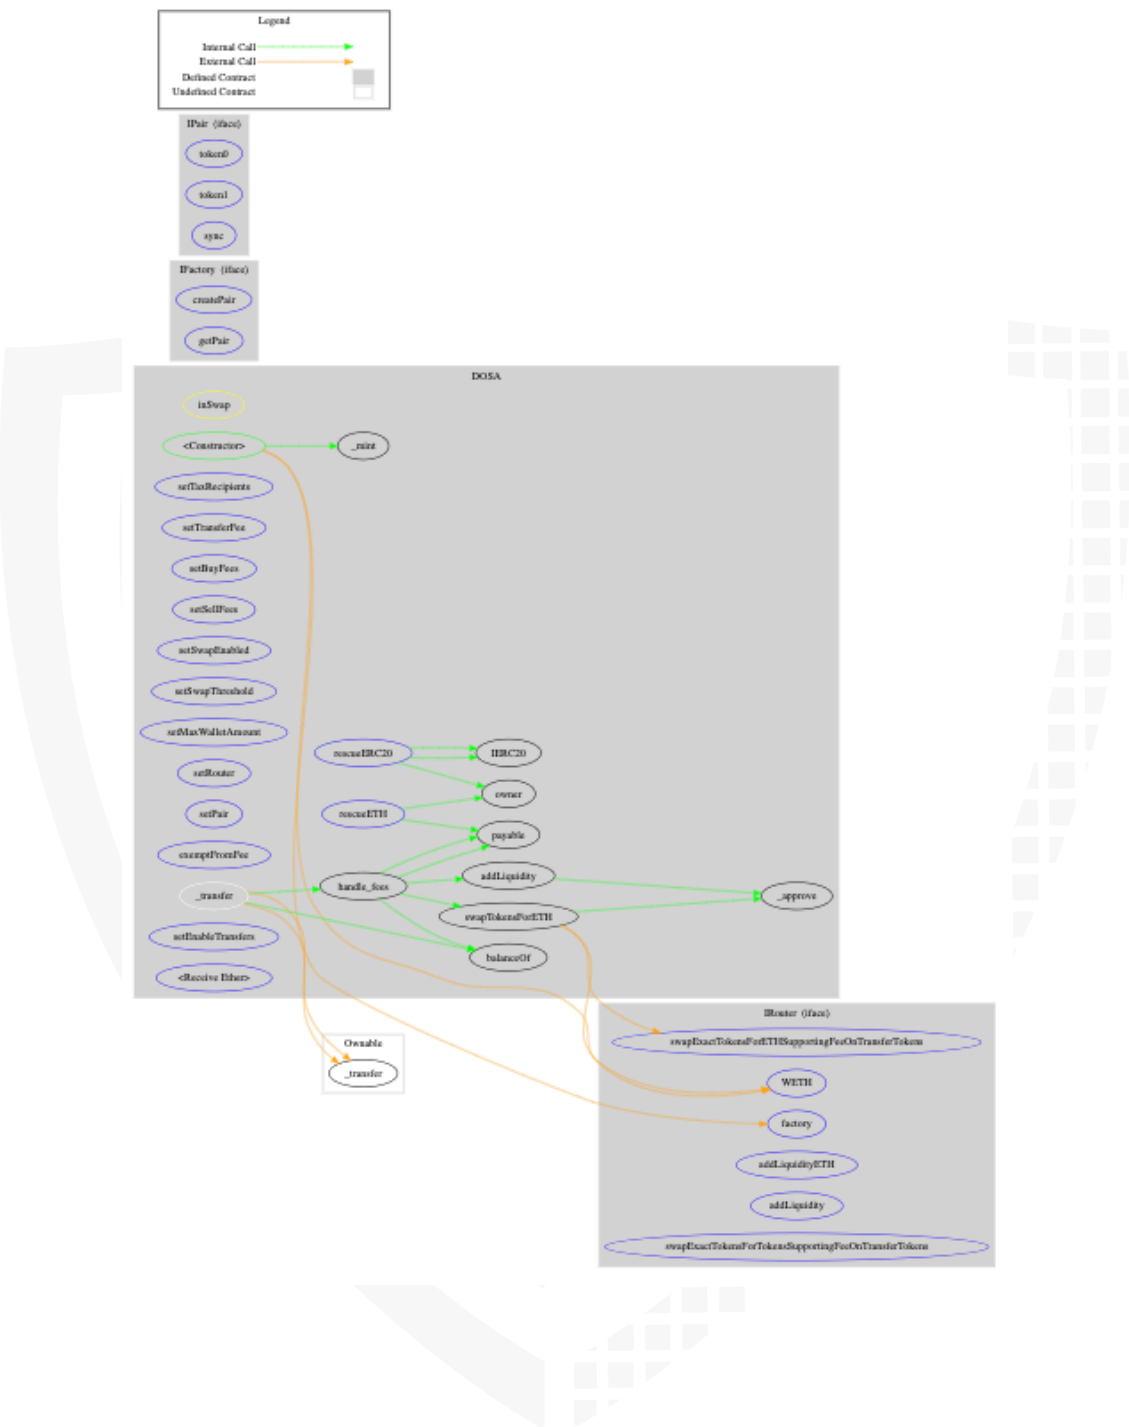 Legend
Internal Call
External Call
Defined Contract
Undefined Contract
IPair (iface)
token0
token1
sync
IFactory (iface)
createPair
getPair
DOSA
inSwap
<Constructor>
_mint
setTaxRecipients
setTransferFee
setBuyFees
setSellFees
setSwapEnabled
setSwapThreshold
setMaxWalletAmount
setRouter
setPair
exemptFromFee
_transfer
setEnableTransfers
<Receive Ether>
rescueERC20
rescueETH
handle_fees
IERC20
owner
payable
addLiquidity
swapTokensForETH
balanceOf
_approve
Ownable
_transfer
IRouter (iface)
swapExactTokensForETHSupportingFeeOnTransferTokens
WETH
factory
addLiquidityETH
addLiquidity
swapExactTokensForTokensSupportingFeeOnTransferTokens